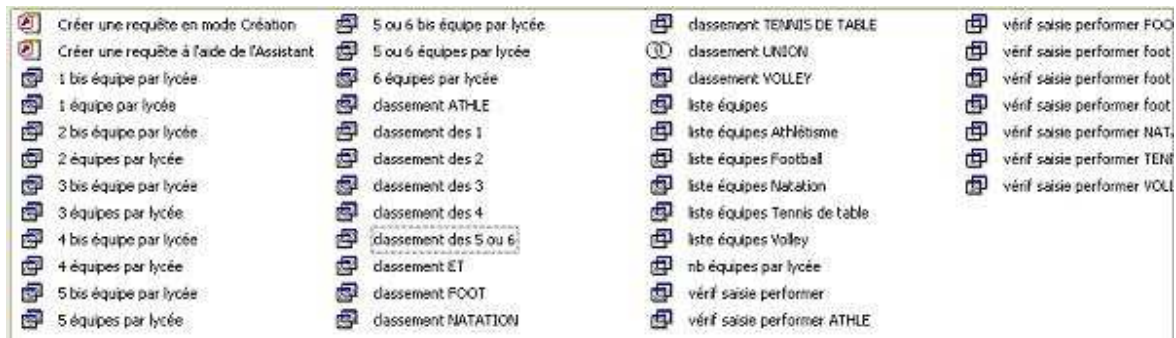 Créer une requête en mode Création
Créer une requête à l'aide de l'Assistant
1 bis équipe par lycée
1 équipe par lycée
2 bis équipe par lycée
2 équipes par lycée
3 bis équipe par lycée
3 équipes par lycée
4 bis équipe par lycée
4 équipes par lycée
5 bis équipe par lycée
5 équipes par lycée
5 ou 6 bis équipe par lycée
5 ou 6 équipes par lycée
6 équipes par lycée
classement ATHLE
classement des 1
classement des 2
classement des 3
classement des 4
classement des 5 ou 6
classement ET
classement FOOT
classement NATATION
classement TENNIS DE TABLE
classement UNION
classement VOLLEY
liste équipes
liste équipes Athlétisme
liste équipes Football
liste équipes Natation
liste équipes Tennis de table
liste équipes Volley
nb équipes par lycée
vérif saisie performer
vérif saisie performer ATHLE
vérif saisie performer FOO
vérif saisie performer foot
vérif saisie performer foot
vérif saisie performer foot
vérif saisie performer NAT
vérif saisie performer TEN
vérif saisie performer VOLL